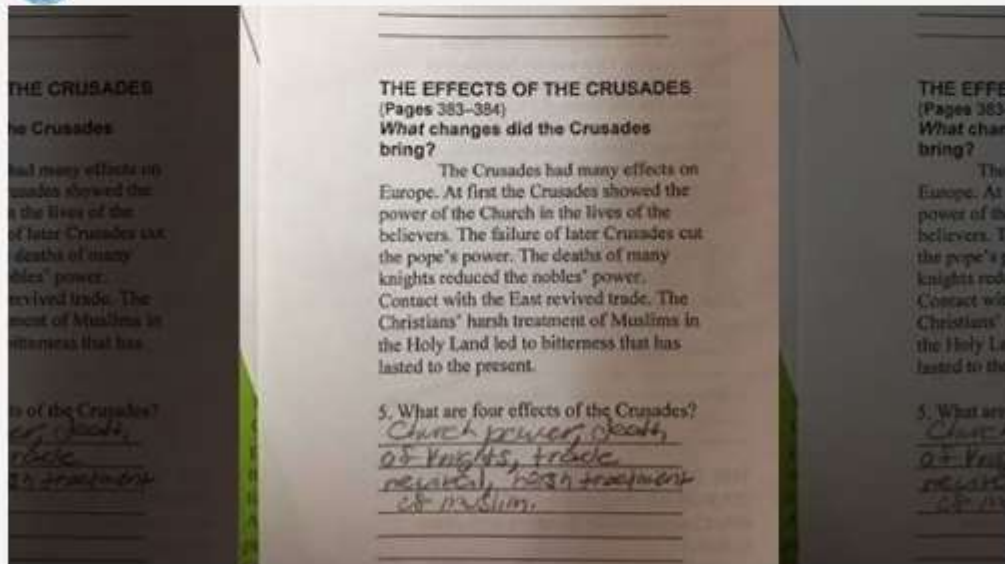 THE EFFECTS OF THE CRUSADES
(Pages 383–384)
What changes did the Crusades
bring?
The Crusades had many effects on
Europe. At first the Crusades showed the
power of the Church in the lives of the
believers. The failure of later Crusades cut
the pope's power. The deaths of many
knights reduced the nobles' power.
Contact with the East revived trade. The
Christians' harsh treatment of Muslims in
the Holy Land led to bitterness that has
lasted to the present.
5. What are four effects of the Crusades?
Church power, death,
of knights, trade
harsh treatment
of muslim.